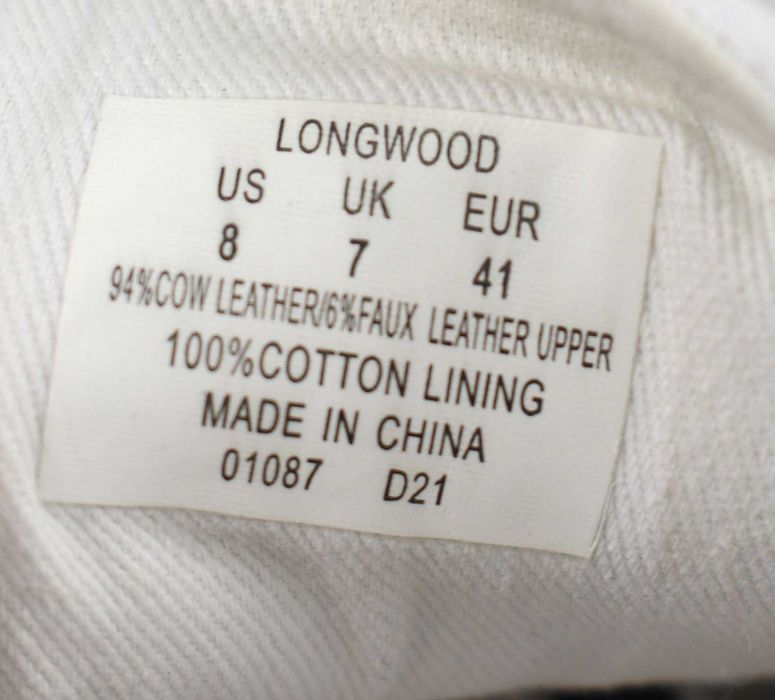 LONGWOOD
US UK EUR
8 7 41
94%COW LEATHER/6%FAUX LEATHER UPPER
100%COTTON LINING
MADE IN CHINA
01087 D21